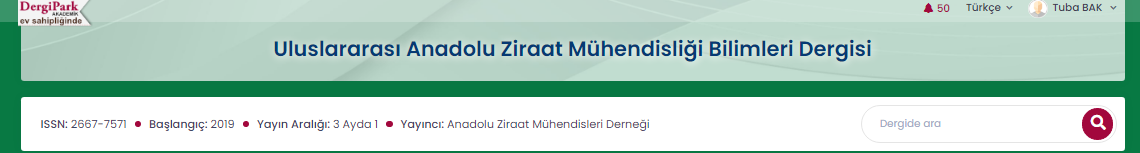 DergiPark
AKADEMİK
ev sahipliğinde
50 Türkçe Tuba BAK
Uluslararası Anadolu Ziraat Mühendisliği Bilimleri Dergisi
ISSN: 2667-7571 • Başlangıç: 2019 • Yayın Aralığı: 3 Ayda 1 • Yayıncı: Anadolu Ziraat Mühendisleri Derneği
Dergide ara